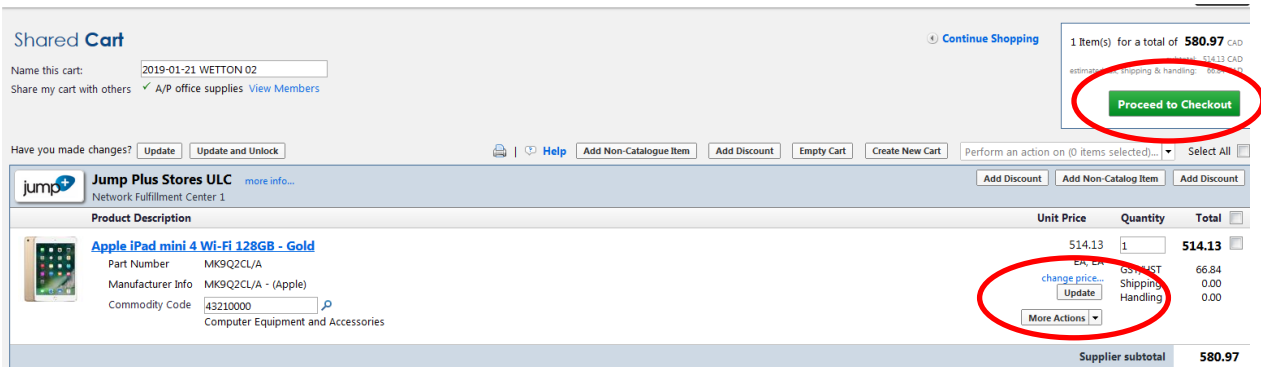 Shared Cart
Continue Shopping
1 Item(s) for a total of 580.97 CAD
514.13 CAD
shipping & handling:
Name this cart: 2019-01-21 WETTON 02
Share my cart with others ✓ A/P office supplies View Members
Proceed to Checkout
Have you made changes? Update Update and Unlock Help Add Non-Catalogue Item Add Discount Empty Cart Create New Cart Perform an action on (0 items selected)... Select All
jump+ Jump Plus Stores ULC more info... Add Discount Add Non-Catalog Item Add Discount
Network Fulfillment Center 1
Product Description Unit Price Quantity Total
Apple iPad mini 4 Wi-Fi 128GB - Gold 514.13 1 514.13
Part Number MK9Q2CL/A EA, EA GST/HST 66.84
Manufacturer Info MK9Q2CL/A - (Apple) change price... Shipping 0.00
Update Handling 0.00
Commodity Code 43210000
More Actions
Computer Equipment and Accessories
Supplier subtotal 580.97